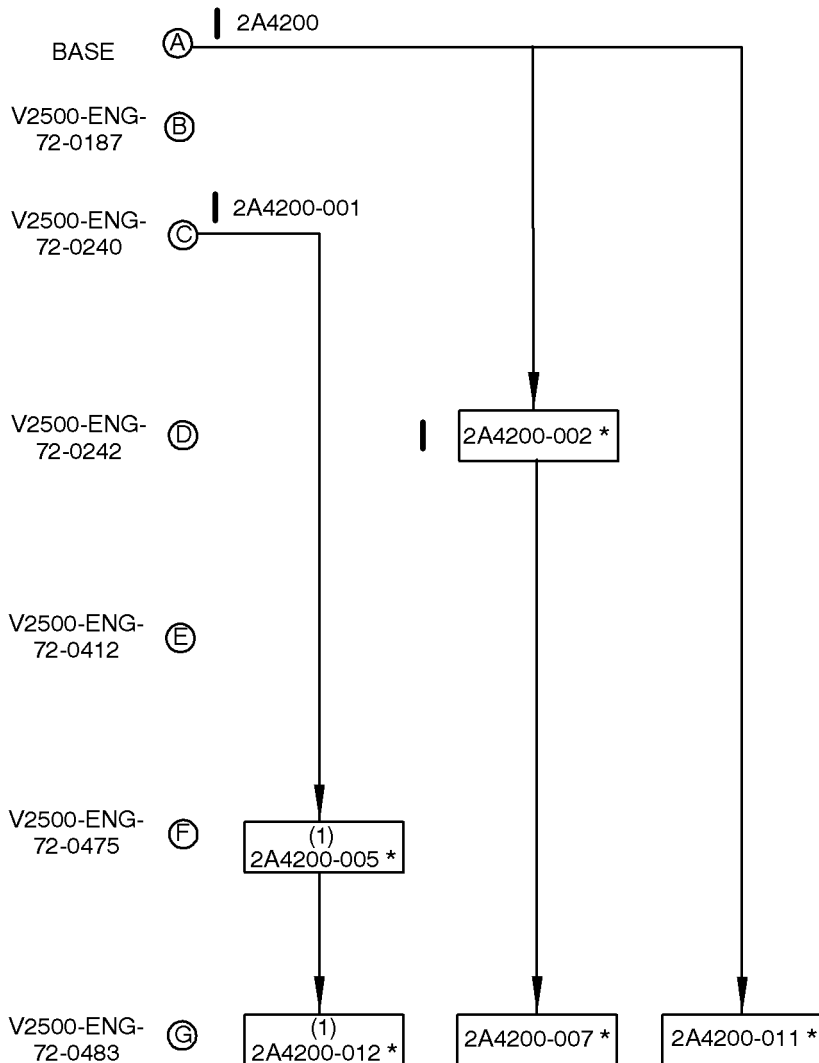 2A4200
BASE
A
V2500-ENG-
72-0187
B
2A4200-001
V2500-ENG-
72-0240
C
V2500-ENG-
72-0242
D
2A4200-002 *
V2500-ENG-
72-0412
E
V2500-ENG-
72-0475
F
(1)
2A4200-005 *
V2500-ENG-
72-0483
G
(1)
2A4200-012 *
2A4200-007 *
2A4200-011 *